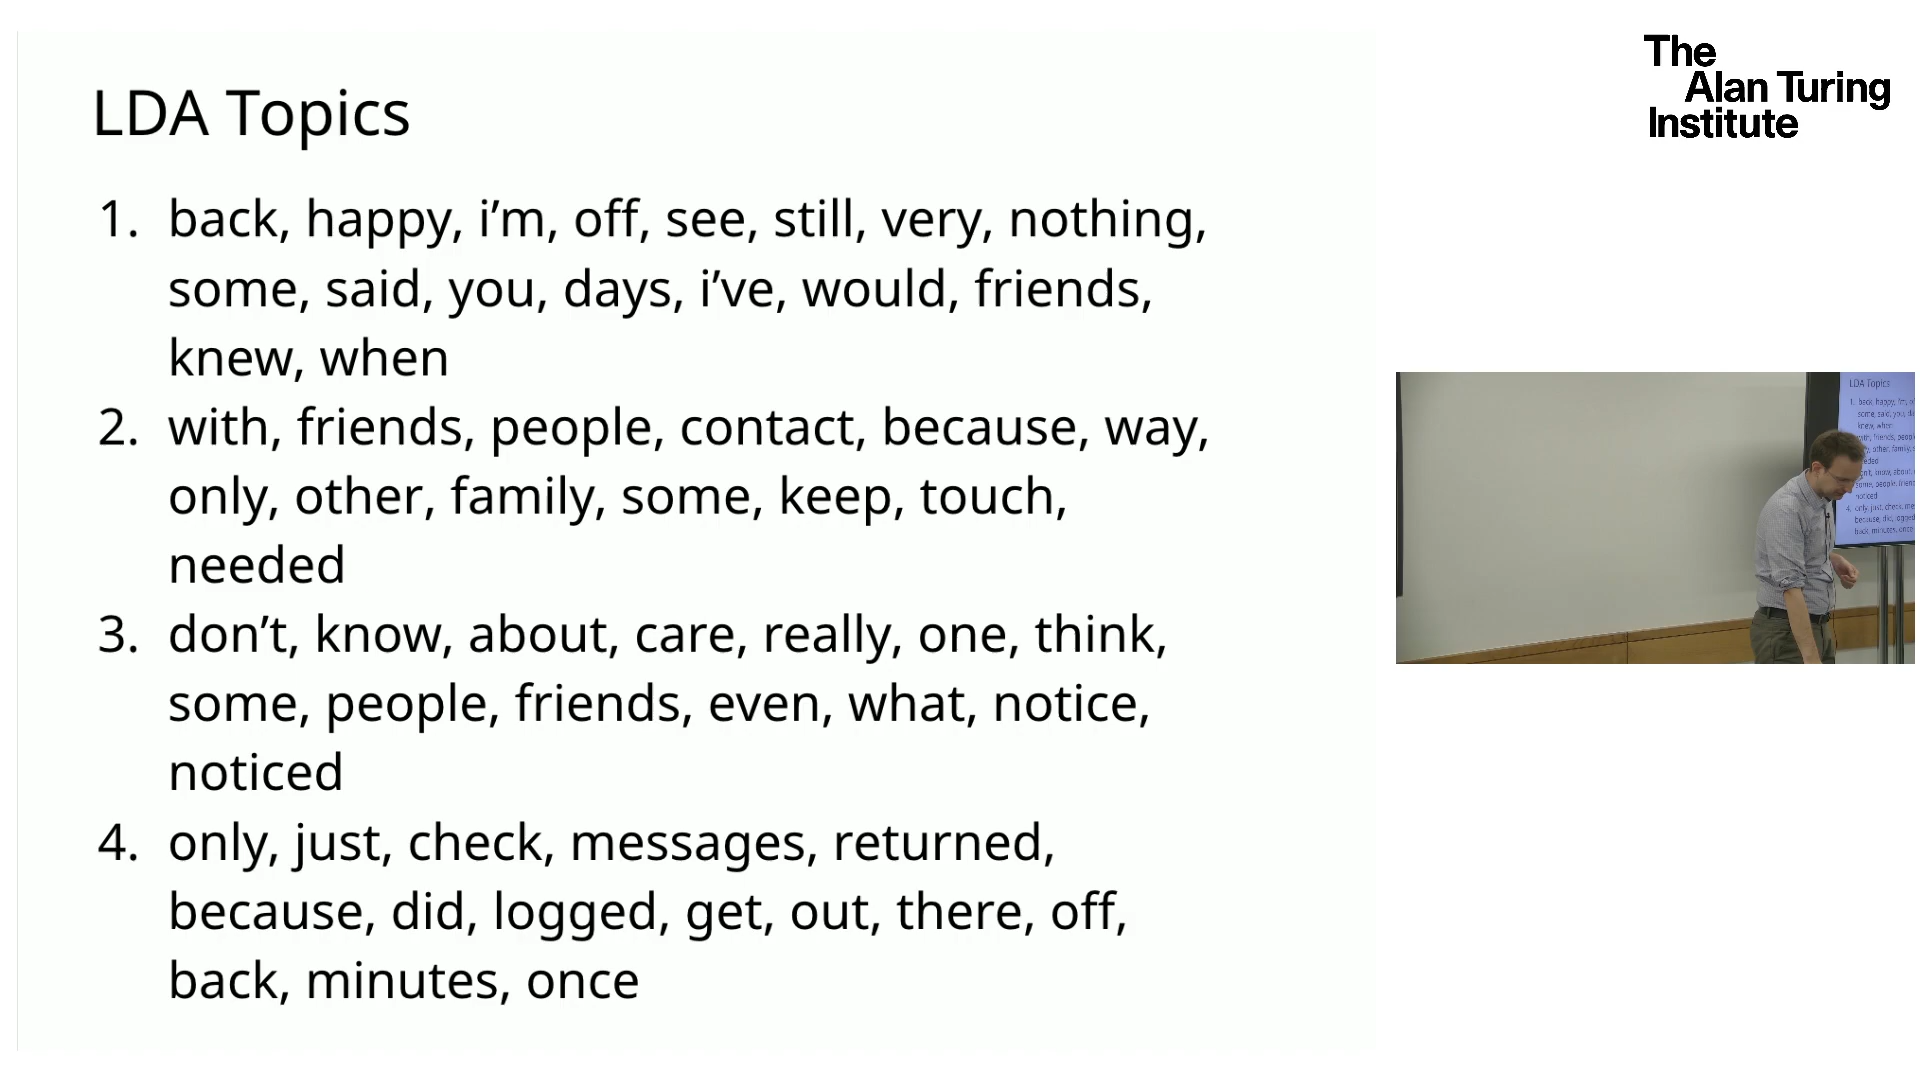 LDA Topics
1. back, happy, i’m, off, see, still, very, nothing,
some, said, you, days, i’ve, would, friends,
knew, when
2. with, friends, people, contact, because, way,
only, other, family, some, keep, touch,
needed
3. don’t, know, about, care, really, one, think,
some, people, friends, even, what, notice,
noticed
4. only, just, check, messages, returned,
because, did, logged, get, out, there, off,
back, minutes, once
The
Alan Turing
Institute
LDA Topics